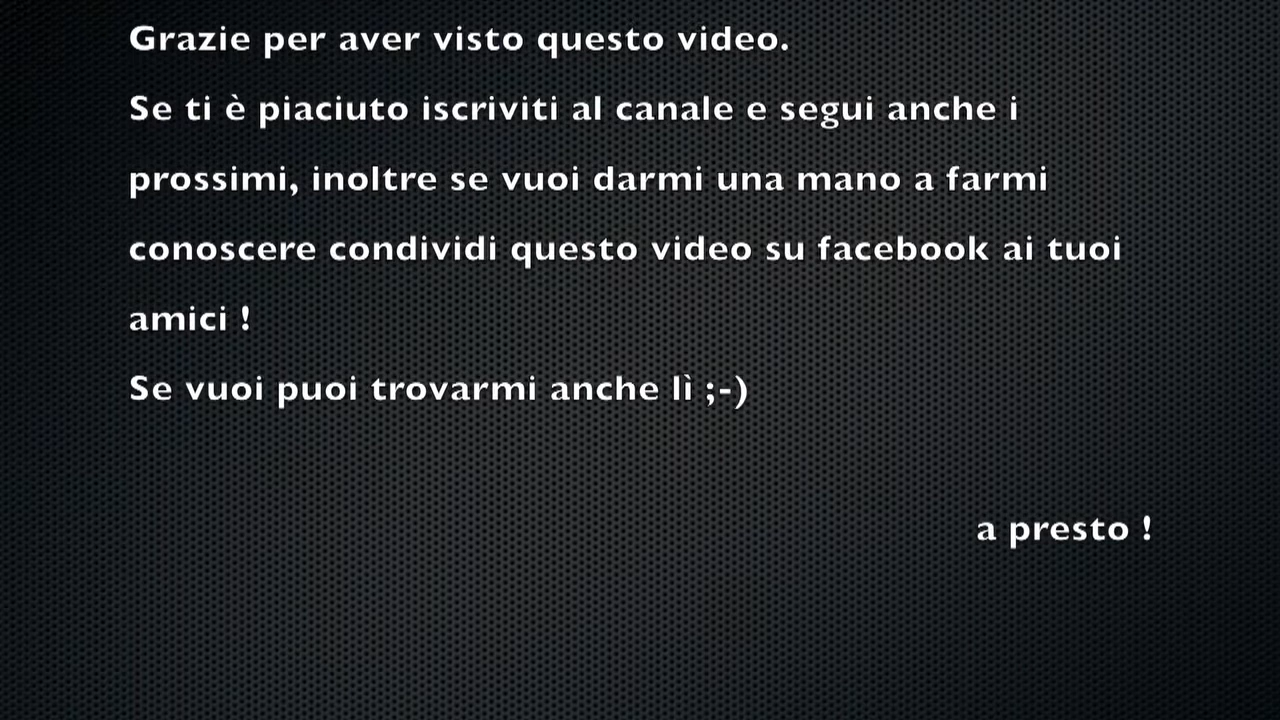 Grazie per aver visto questo video.
Se ti è piaciuto iscriviti al canale e segui anche i
prossimi, inoltre se vuoi darmi una mano a farmi
conoscere condividi questo video su facebook ai tuoi
amici !
Se vuoi puoi trovarmi anche lì ;-)
a presto !